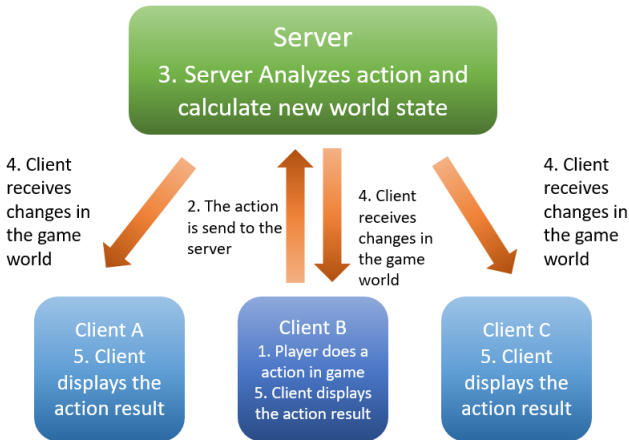 Server
3. Server Analyzes action and
calculate new world state
4. Client
receives
changes in
the game
world
2. The action
is send to the
server
4. Client
receives
changes in
the game
world
4. Client
receives
changes in
the game
world
Client A
5. Client
displays the
action result
Client B
1. Player does a
action in game
5. Client displays
the action result
Client C
5. Client
displays the
action result